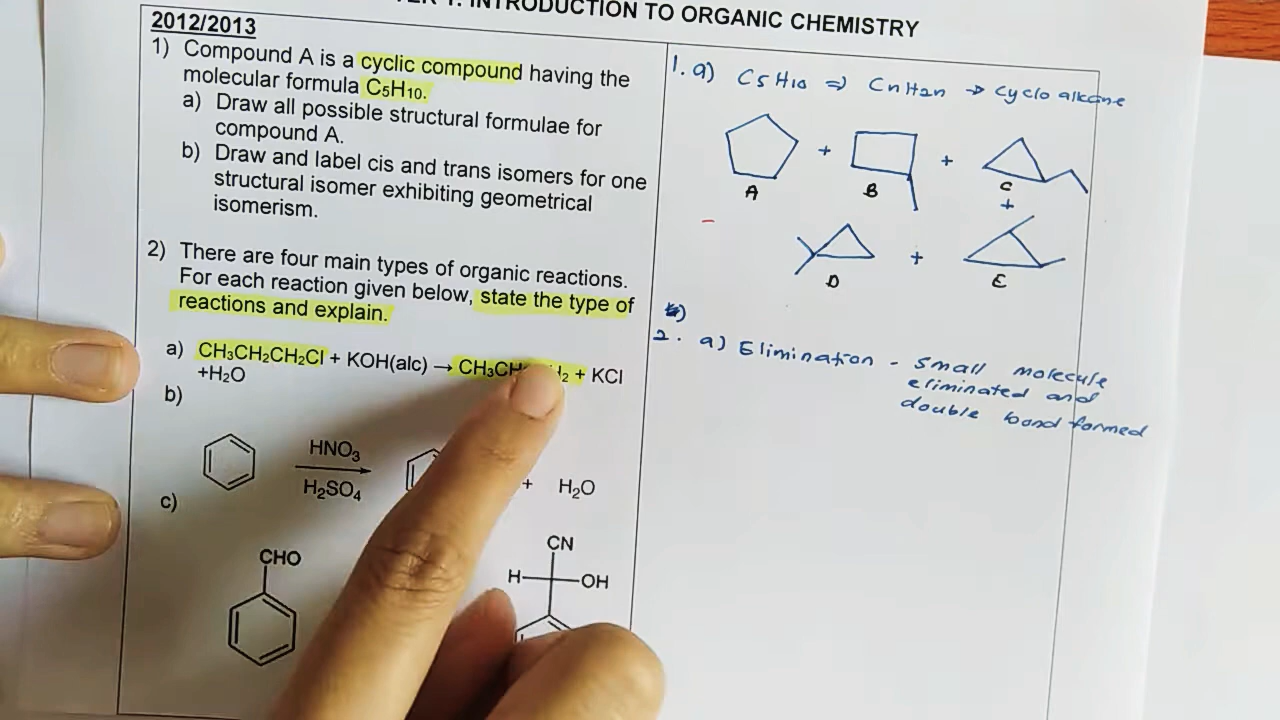 INTRODUCTION TO ORGANIC CHEMISTRY
2012/2013
1) Compound A is a cyclic compound having the
molecular formula C₅H₁₀.
a) Draw all possible structural formulae for
compound A.
b) Draw and label cis and trans isomers for one
structural isomer exhibiting geometrical
isomerism.
2) There are four main types of organic reactions.
For each reaction given below, state the type of
reactions and explain.
a) CH₃CH₂CH₂Cl + KOH(alc) → CH₃CH H₂ + KCl
+H₂O
b)
HNO₃
H₂SO₄
+ H₂O
c)
CHO
CN
H OH
1. a) C5H10 ⇒ CnH2n → cyclo alkane
+ +
A B C
+
+
D E
b)
2. a) Elimination - small molecule
eliminated and
double bond formed